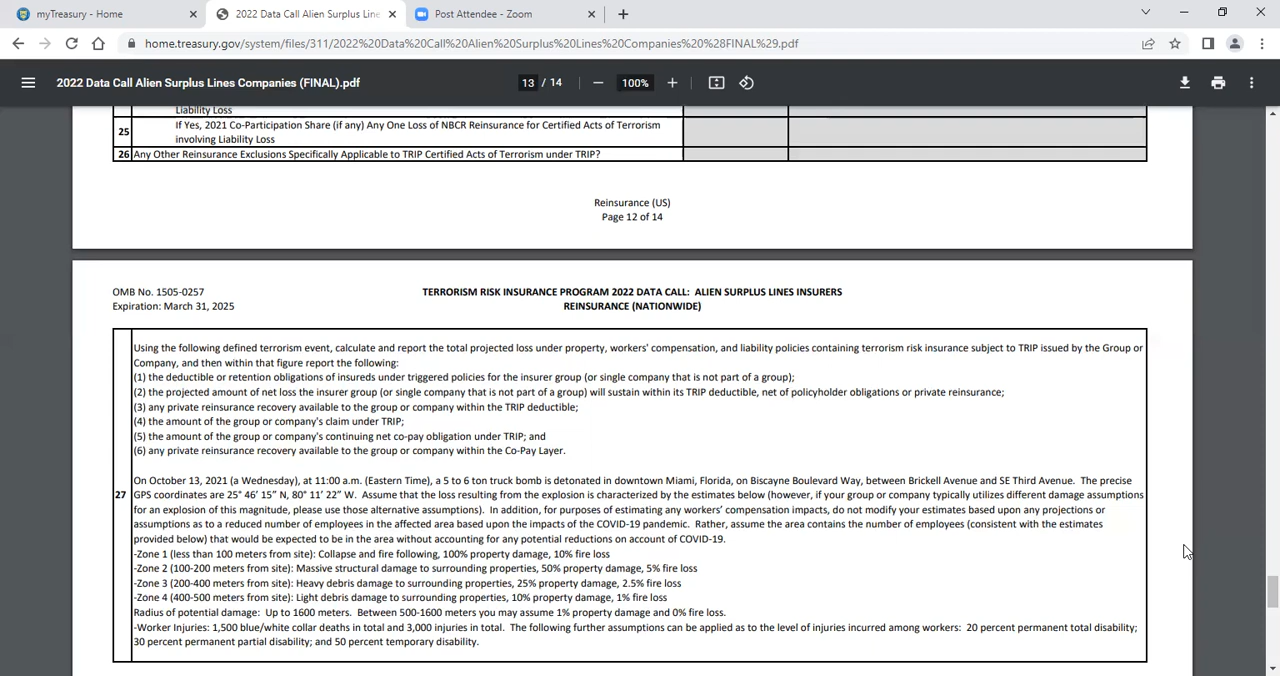 myTreasury - Home
2022 Data Call Alien Surplus Line
Post Attendee - Zoom
home.treasury.gov/system/files/311/2022%20Data%20Call%20Alien%20Surplus%20Lines%20Companies%20%28FINAL%29.pdf
2022 Data Call Alien Surplus Lines Companies (FINAL).pdf
13 / 14
100%
Liability Loss
25 If Yes, 2021 Co-Participation Share (if any) Any One Loss of NBCR Reinsurance for Certified Acts of Terrorism
involving Liability Loss
26 Any Other Reinsurance Exclusions Specifically Applicable to TRIP Certified Acts of Terrorism under TRIP?
Reinsurance (US)
Page 12 of 14
OMB No. 1505-0257
Expiration: March 31, 2025
TERRORISM RISK INSURANCE PROGRAM 2022 DATA CALL: ALIEN SURPLUS LINES INSURERS
REINSURANCE (NATIONWIDE)
Using the following defined terrorism event, calculate and report the total projected loss under property, workers' compensation, and liability policies containing terrorism risk insurance subject to TRIP issued by the Group or
Company, and then within that figure report the following:
(1) the deductible or retention obligations of insureds under triggered policies for the insurer group (or single company that is not part of a group);
(2) the projected amount of net loss the insurer group (or single company that is not part of a group) will sustain within its TRIP deductible, net of policyholder obligations or private reinsurance;
(3) any private reinsurance recovery available to the group or company within the TRIP deductible;
(4) the amount of the group or company's claim under TRIP;
(5) the amount of the group or company's continuing net co-pay obligation under TRIP; and
(6) any private reinsurance recovery available to the group or company within the Co-Pay Layer.
On October 13, 2021 (a Wednesday), at 11:00 a.m. (Eastern Time), a 5 to 6 ton truck bomb is detonated in downtown Miami, Florida, on Biscayne Boulevard Way, between Brickell Avenue and SE Third Avenue. The precise
27 GPS coordinates are 25° 46’ 15” N, 80° 11’ 22” W. Assume that the loss resulting from the explosion is characterized by the estimates below (however, if your group or company typically utilizes different damage assumptions
for an explosion of this magnitude, please use those alternative assumptions). In addition, for purposes of estimating any workers’ compensation impacts, do not modify your estimates based upon any projections or
assumptions as to a reduced number of employees in the affected area based upon the impacts of the COVID-19 pandemic. Rather, assume the area contains the number of employees (consistent with the estimates
provided below) that would be expected to be in the area without accounting for any potential reductions on account of COVID-19.
-Zone 1 (less than 100 meters from site): Collapse and fire following, 100% property damage, 10% fire loss
-Zone 2 (100-200 meters from site): Massive structural damage to surrounding properties, 50% property damage, 5% fire loss
-Zone 3 (200-400 meters from site): Heavy debris damage to surrounding properties, 25% property damage, 2.5% fire loss
-Zone 4 (400-500 meters from site): Light debris damage to surrounding properties, 10% property damage, 1% fire loss
Radius of potential damage: Up to 1600 meters. Between 500-1600 meters you may assume 1% property damage and 0% fire loss.
-Worker Injuries: 1,500 blue/white collar deaths in total and 3,000 injuries in total. The following further assumptions can be applied as to the level of injuries incurred among workers: 20 percent permanent total disability;
30 percent permanent partial disability; and 50 percent temporary disability.